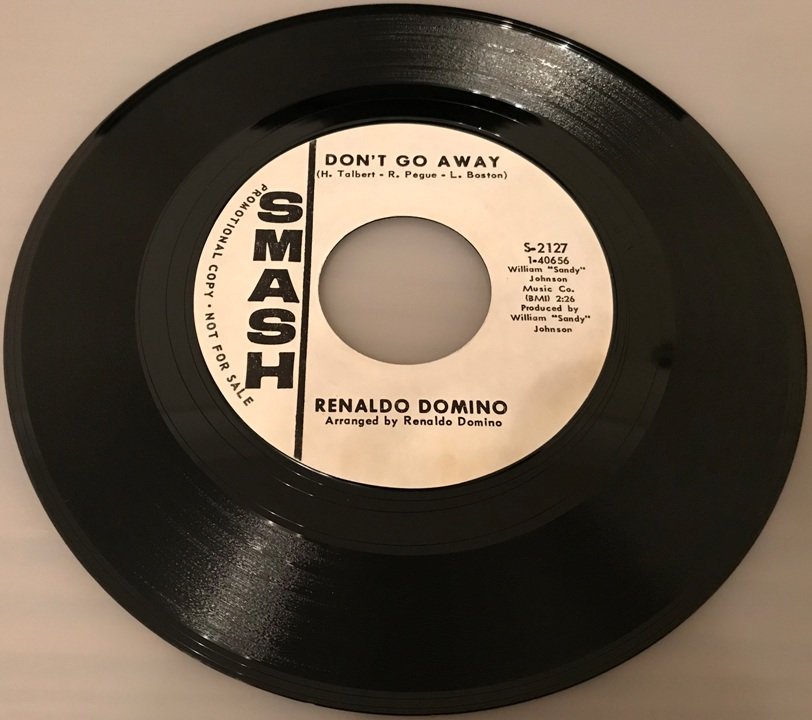 DON'T GO AWAY
(H. Talbert - R. Pegue - L. Boston)
SMASH
PROMOTIONAL COPY • NOT FOR SALE
S-2127
1-40656
William "Sandy"
Johnson
Music Co.
(BMI) 2:26
Produced by
William "Sandy"
Johnson
RENALDO DOMINO
Arranged by Renaldo Domino